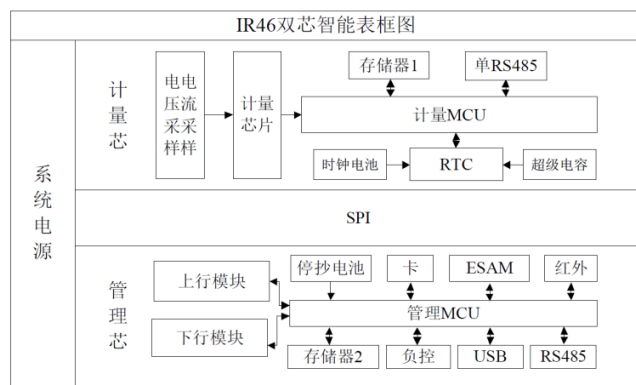 IR46双芯智能表框图
系统电源
计量芯
电压采样
电流采样
计量芯片
存储器1
单RS485
计量MCU
时钟电池
RTC
超级电容
SPI
管理芯
上行模块
下行模块
停抄电池
卡
ESAM
红外
管理MCU
存储器2
负控
USB
RS485